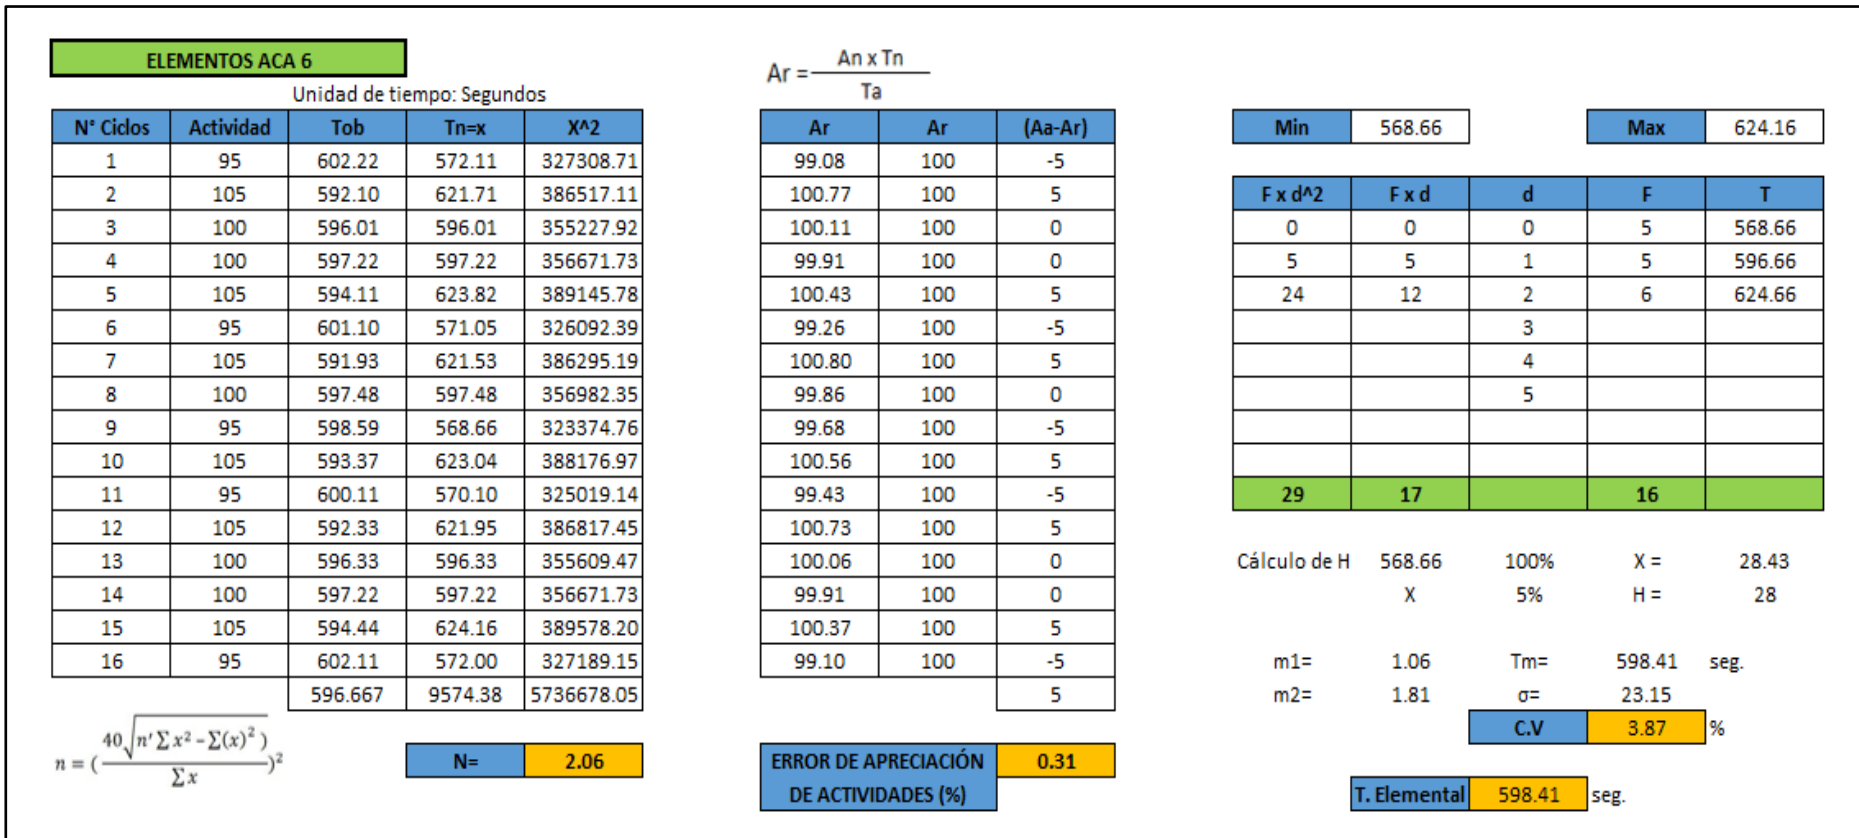 ELEMENTOS ACA 6
Unidad de tiempo: Segundos
N° Ciclos Actividad Tob Tn=x X^2
1 95 602.22 572.11 327308.71
2 105 592.10 621.71 386517.11
3 100 596.01 596.01 355227.92
4 100 597.22 597.22 356671.73
5 105 594.11 623.82 389145.78
6 95 601.10 571.05 326092.39
7 105 591.93 621.53 386295.19
8 100 597.48 597.48 356982.35
9 95 598.59 568.66 323374.76
10 105 593.37 623.04 388176.97
11 95 600.11 570.10 325019.14
12 105 592.33 621.95 386817.45
13 100 596.33 596.33 355609.47
14 100 597.22 597.22 356671.73
15 105 594.44 624.16 389578.20
16 95 602.11 572.00 327189.15
596.667 9574.38 5736678.05
n = (40√(n′ ∑ x² − ∑(x)²) / ∑ x)²
N= 2.06
Ar = An x Tn / Ta
Ar Ar (Aa-Ar)
99.08 100 -5
100.77 100 5
100.11 100 0
99.91 100 0
100.43 100 5
99.26 100 -5
100.80 100 5
99.86 100 0
99.68 100 -5
100.56 100 5
99.43 100 -5
100.73 100 5
100.06 100 0
99.91 100 0
100.37 100 5
99.10 100 -5
5
ERROR DE APRECIACIÓN 0.31
DE ACTIVIDADES (%)
Min 568.66 Max 624.16
F x d^2 F x d d F T
0 0 0 5 568.66
5 5 1 5 596.66
24 12 2 6 624.66
3
4
5
29 17 16
Cálculo de H 568.66 100% X = 28.43
X 5% H = 28
m1= 1.06 Tm= 598.41 seg.
m2= 1.81 σ= 23.15
C.V 3.87 %
T. Elemental 598.41 seg.